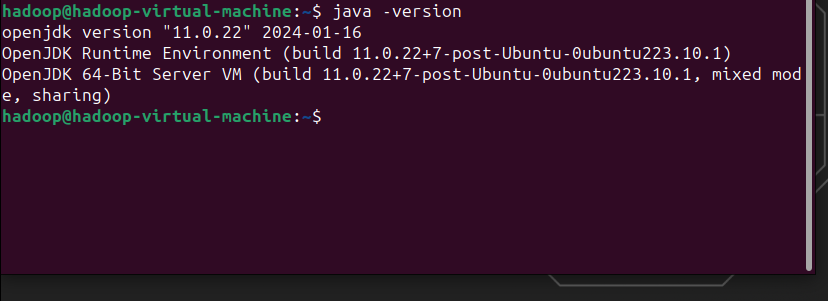 hadoop@hadoop-virtual-machine:~$ java -version
openjdk version "11.0.22" 2024-01-16
OpenJDK Runtime Environment (build 11.0.22+7-post-Ubuntu-0ubuntu223.10.1)
OpenJDK 64-Bit Server VM (build 11.0.22+7-post-Ubuntu-0ubuntu223.10.1, mixed mod
e, sharing)
hadoop@hadoop-virtual-machine:~$